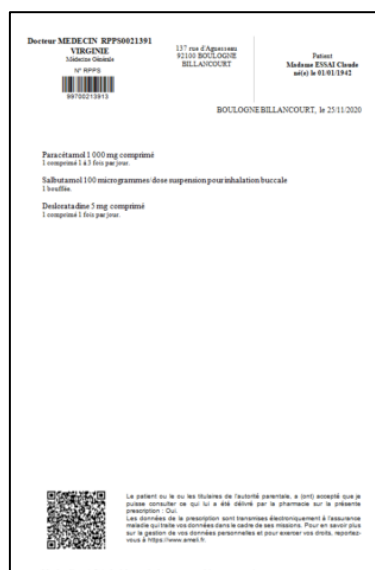 Docteur MEDECIN RPPS0021391
VIRGINIE
Médecine Générale
N° RPPS
99700213913
157 rue d'Aguesseau
92100 BOULOGNE
BILLANCOURT
Patient
Madame ESSAI Claude
né(e) le 01/01/1942
BOULOGNE BILLANCOURT, le 25/11/2020
Paracétamol 1 000 mg comprimé
1 comprimé 1 à 3 fois par jour.
Salbutamol 100 microgrammes/dose suspension pour inhalation buccale
1 bouffée.
Desloratadine 5 mg comprimé
1 comprimé 1 fois par jour.
Le patient ou le ou les titulaires de l'autorité parentale, a (ont) accepté que je
puisse consulter ce qui lui a été délivré par la pharmacie sur la présente
prescription : Oui.
Les données de la prescription sont transmises électroniquement à l'assurance
maladie qui traite vos données dans le cadre de ses missions. Pour en savoir plus
sur la gestion de vos données personnelles et pour exercer vos droits, reportez-
vous à https://www.ameli.fr.